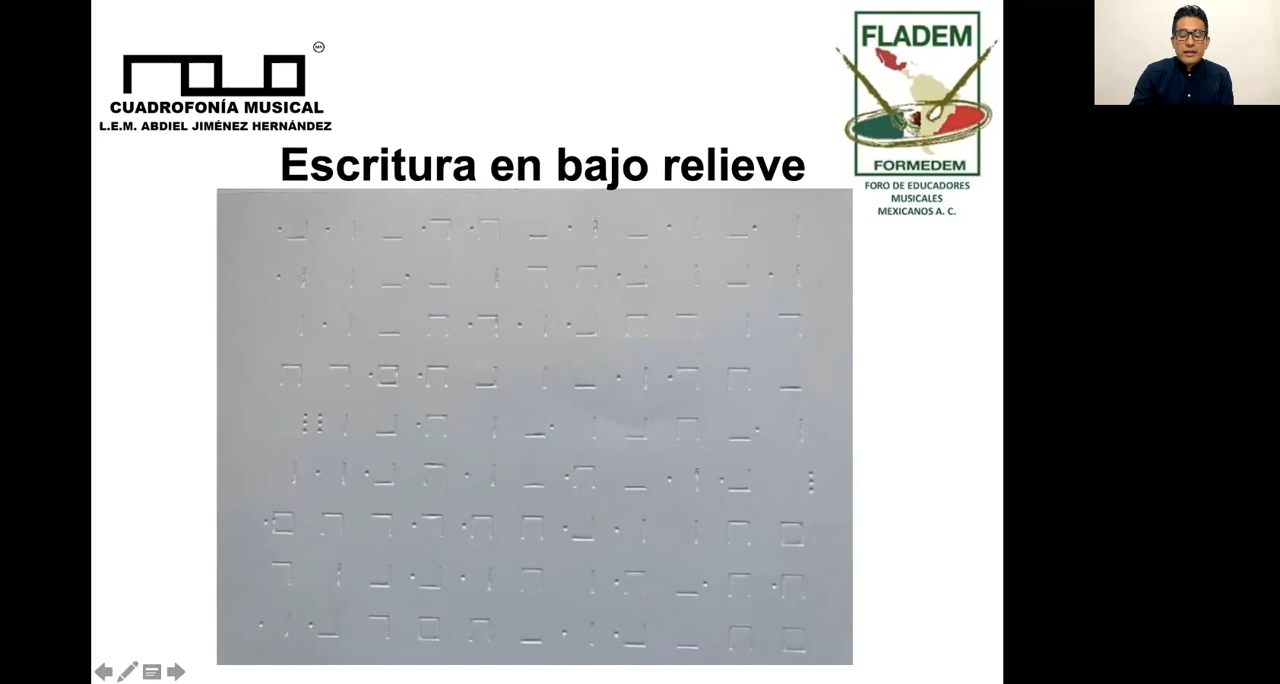 CUADROFONÍA MUSICAL
L.E.M. ABDIEL JIMÉNEZ HERNÁNDEZ
FLADEM
FORMEDEM
FORO DE EDUCADORES
MUSICALES
MEXICANOS A. C.
Escritura en bajo relieve